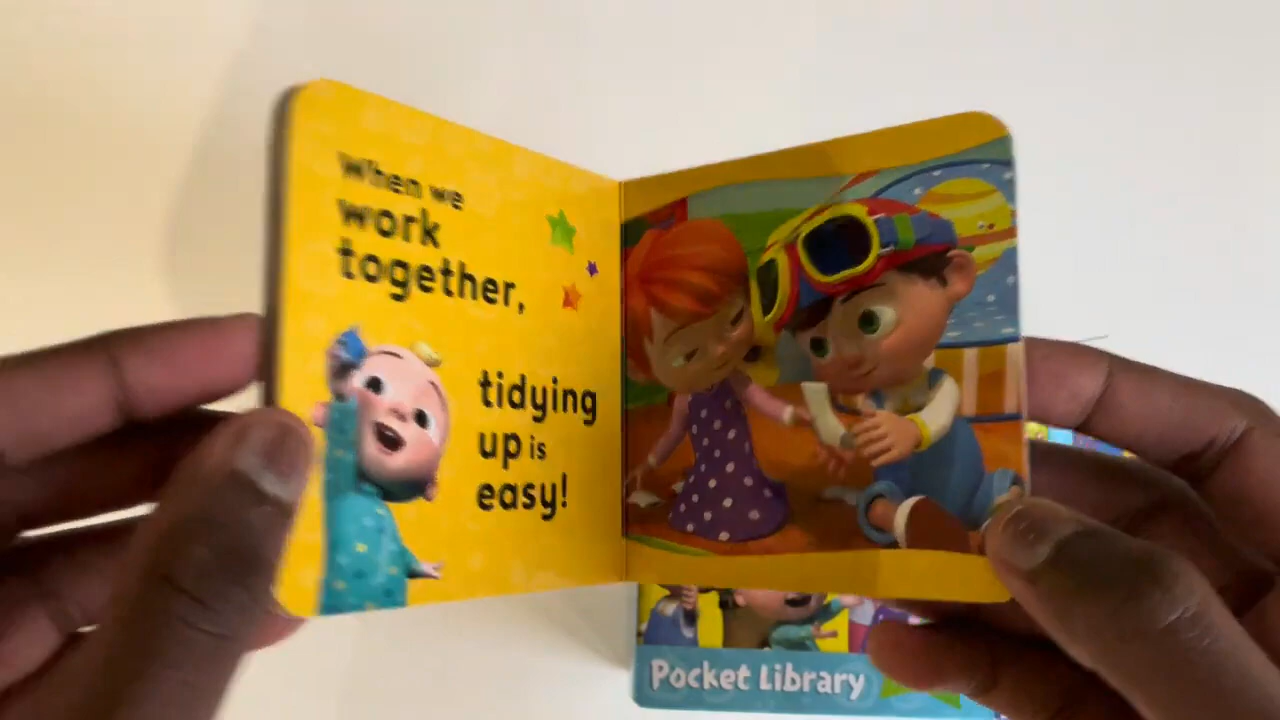 When we
work
together,
tidying
up is
easy!
Pocket Library